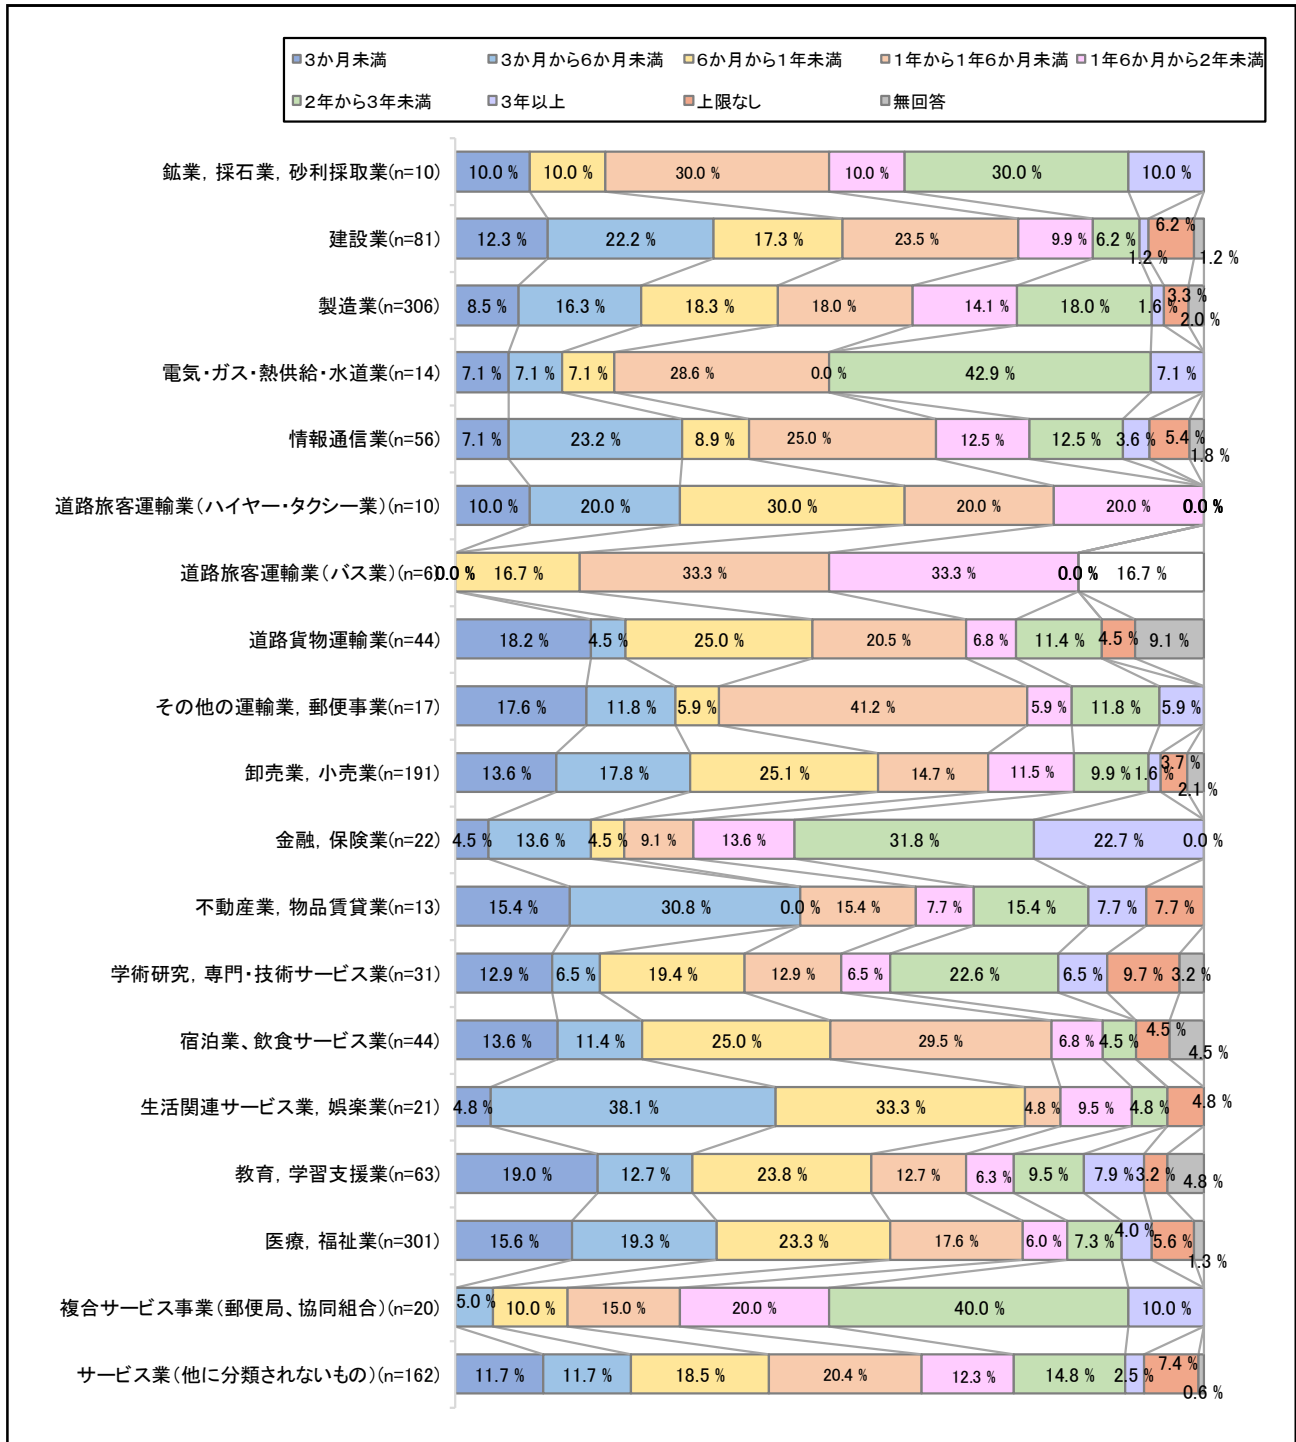 3か月未満 3か月から6か月未満 6か月から1年未満 1年から1年6か月未満 1年6か月から2年未満
2年から3年未満 3年以上 上限なし 無回答
鉱業, 採石業, 砂利採取業(n=10) 10.0 % 10.0 % 30.0 % 10.0 % 30.0 % 10.0 %
建設業(n=81) 12.3 % 22.2 % 17.3 % 23.5 % 9.9 % 6.2 % 1.2 % 6.2 % 1.2 %
製造業(n=306) 8.5 % 16.3 % 18.3 % 18.0 % 14.1 % 18.0 % 1.6 % 3.3 % 2.0 %
電気・ガス・熱供給・水道業(n=14) 7.1 % 7.1 % 7.1 % 28.6 % 0.0 % 42.9 % 7.1 %
情報通信業(n=56) 7.1 % 23.2 % 8.9 % 25.0 % 12.5 % 12.5 % 3.6 % 5.4 % 1.8 %
道路旅客運輸業(ハイヤー・タクシー業)(n=10) 10.0 % 20.0 % 30.0 % 20.0 % 20.0 % 0.0 %
道路旅客運輸業(バス業)(n=6) 0.0 % 16.7 % 33.3 % 33.3 % 0.0 % 16.7 %
道路貨物運輸業(n=44) 18.2 % 4.5 % 25.0 % 20.5 % 6.8 % 11.4 % 4.5 % 9.1 %
その他の運輸業, 郵便事業(n=17) 17.6 % 11.8 % 5.9 % 41.2 % 5.9 % 11.8 % 5.9 %
卸売業, 小売業(n=191) 13.6 % 17.8 % 25.1 % 14.7 % 11.5 % 9.9 % 1.6 % 3.7 % 2.1 %
金融, 保険業(n=22) 4.5 % 13.6 % 4.5 % 9.1 % 13.6 % 31.8 % 22.7 % 0.0 %
不動産業, 物品賃貸業(n=13) 15.4 % 30.8 % 0.0 % 15.4 % 7.7 % 15.4 % 7.7 % 7.7 %
学術研究, 専門・技術サービス業(n=31) 12.9 % 6.5 % 19.4 % 12.9 % 6.5 % 22.6 % 6.5 % 9.7 % 3.2 %
宿泊業、飲食サービス業(n=44) 13.6 % 11.4 % 25.0 % 29.5 % 6.8 % 4.5 % 4.5 % 4.5 %
生活関連サービス業, 娯楽業(n=21) 4.8 % 38.1 % 33.3 % 4.8 % 9.5 % 4.8 % 4.8 %
教育, 学習支援業(n=63) 19.0 % 12.7 % 23.8 % 12.7 % 6.3 % 9.5 % 7.9 % 3.2 % 4.8 %
医療, 福祉業(n=301) 15.6 % 19.3 % 23.3 % 17.6 % 6.0 % 7.3 % 4.0 % 5.6 % 1.3 %
複合サービス事業(郵便局、協同組合)(n=20) 5.0 % 10.0 % 15.0 % 20.0 % 40.0 % 10.0 %
サービス業(他に分類されないもの)(n=162) 11.7 % 11.7 % 18.5 % 20.4 % 12.3 % 14.8 % 2.5 % 7.4 % 0.6 %